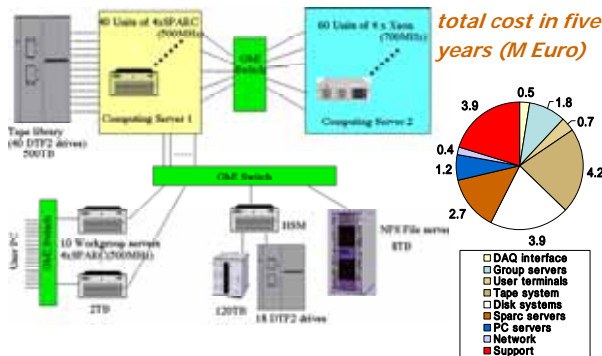 40 Units of 4xSPARC
(500MHz)
60 Units of 4 x Xeon
(700MHz)
GbE
Switch
Computing Server 1
Computing Server 2
Tape library
(40 DTF2 drives)
500TB
GbE Switch
GbE Switch
User PC
10 Workgroup servers
4xSPARC(500MHz)
2TB
HSM
120TB
18 DTF2 drives
NFS File server
8TB
total cost in five
years (M Euro)
0.5
1.8
0.7
4.2
3.9
2.7
1.2
0.4
3.9
DAQ interface
Group servers
User terminals
Tape system
Disk systems
Sparc servers
PC servers
Network
Support